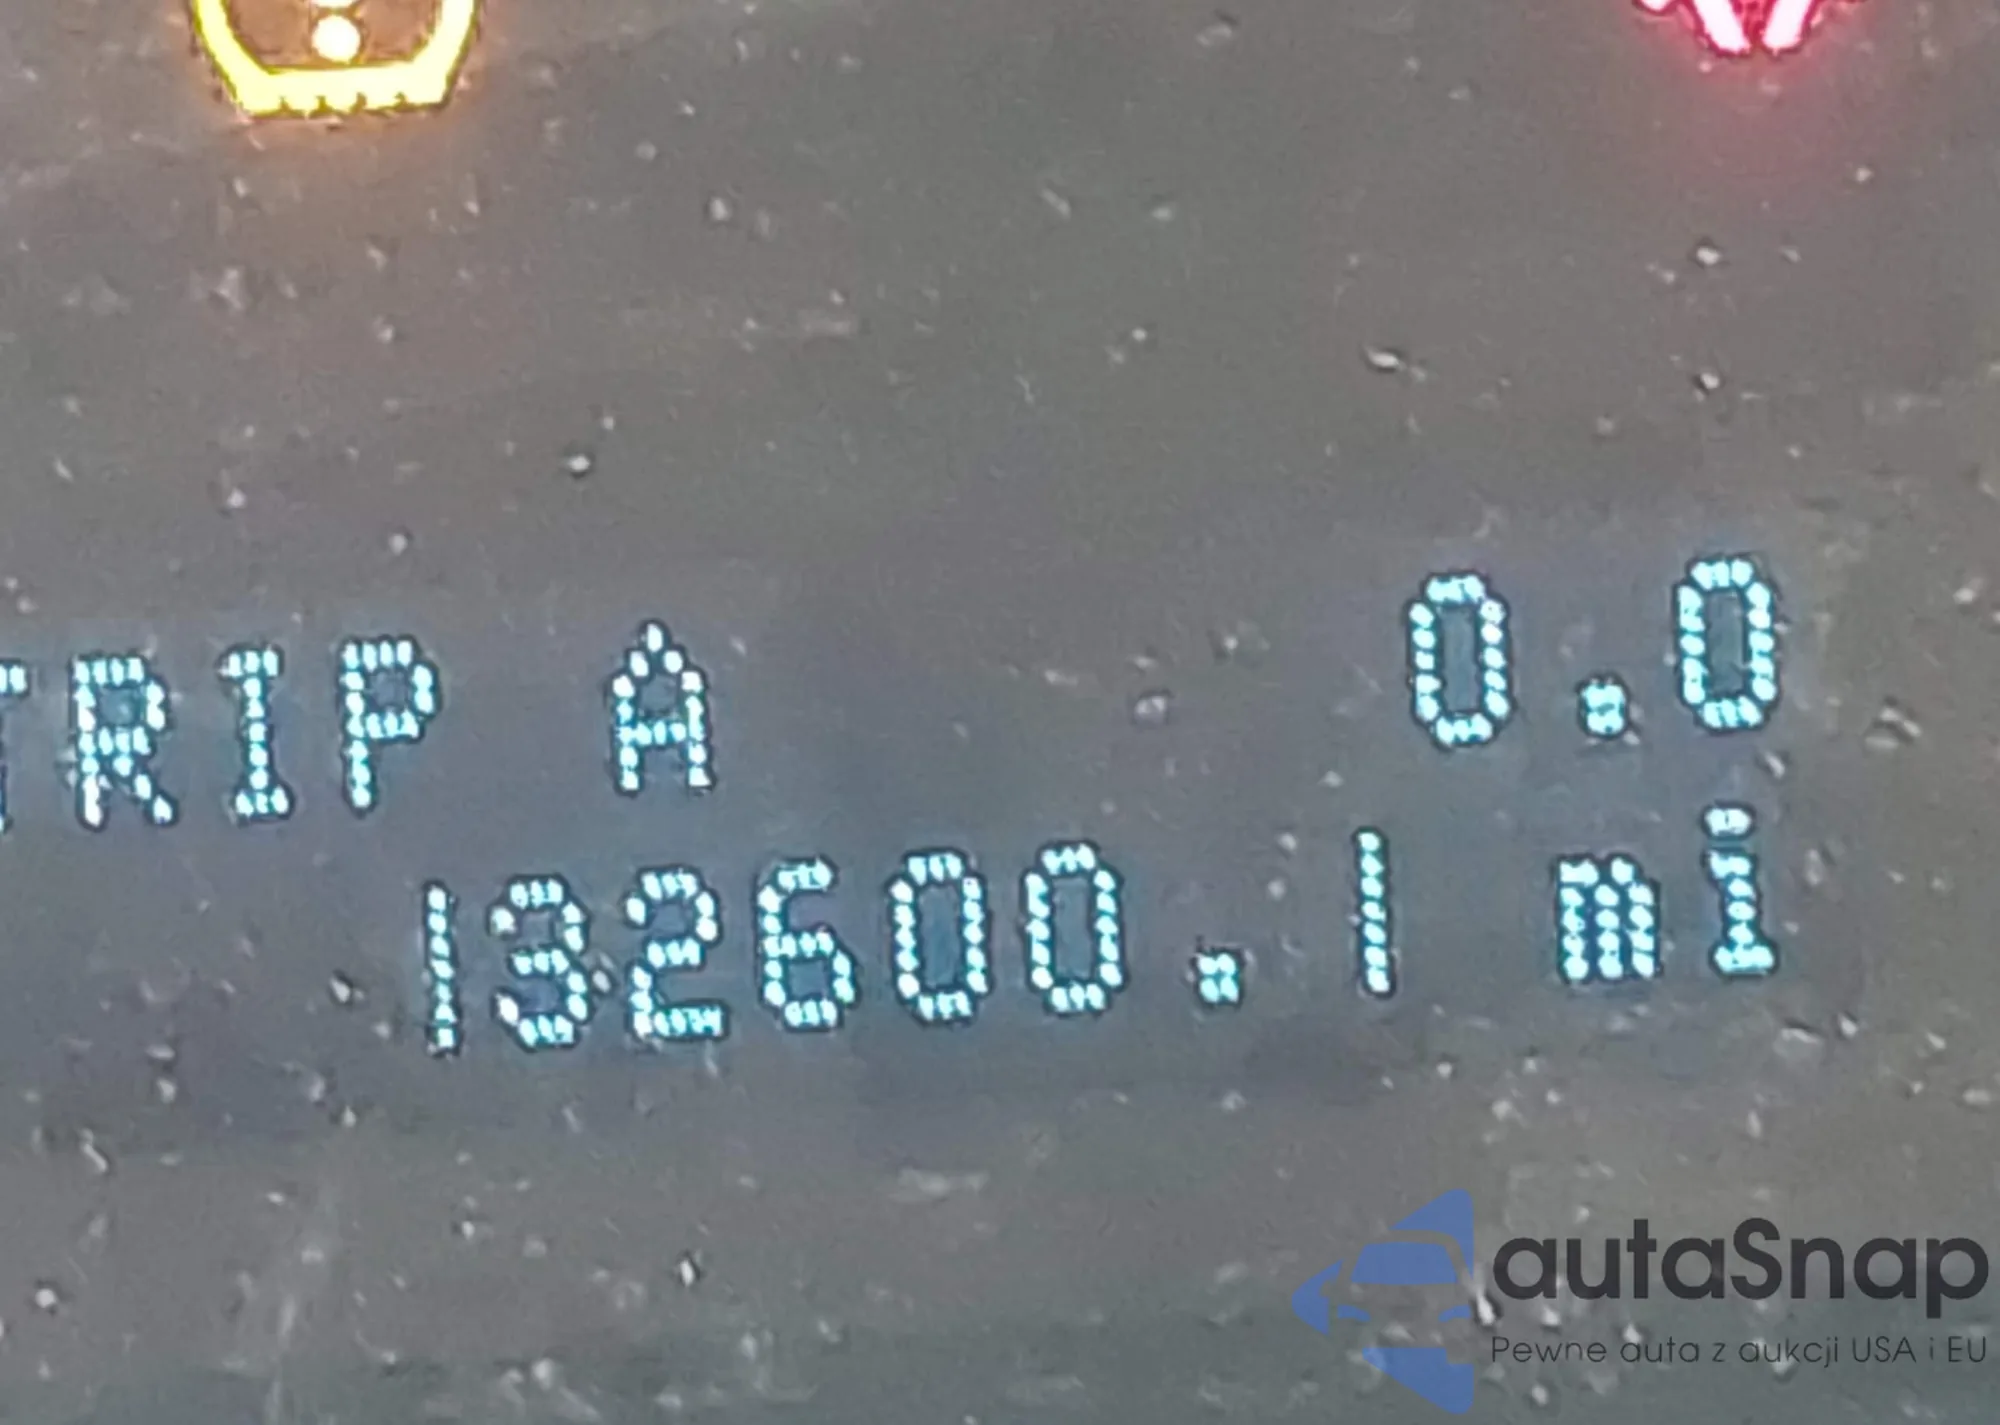 TRIP A 0.0
132600.1 mi
autaSnap
Pewne auta z aukcji USA i EU